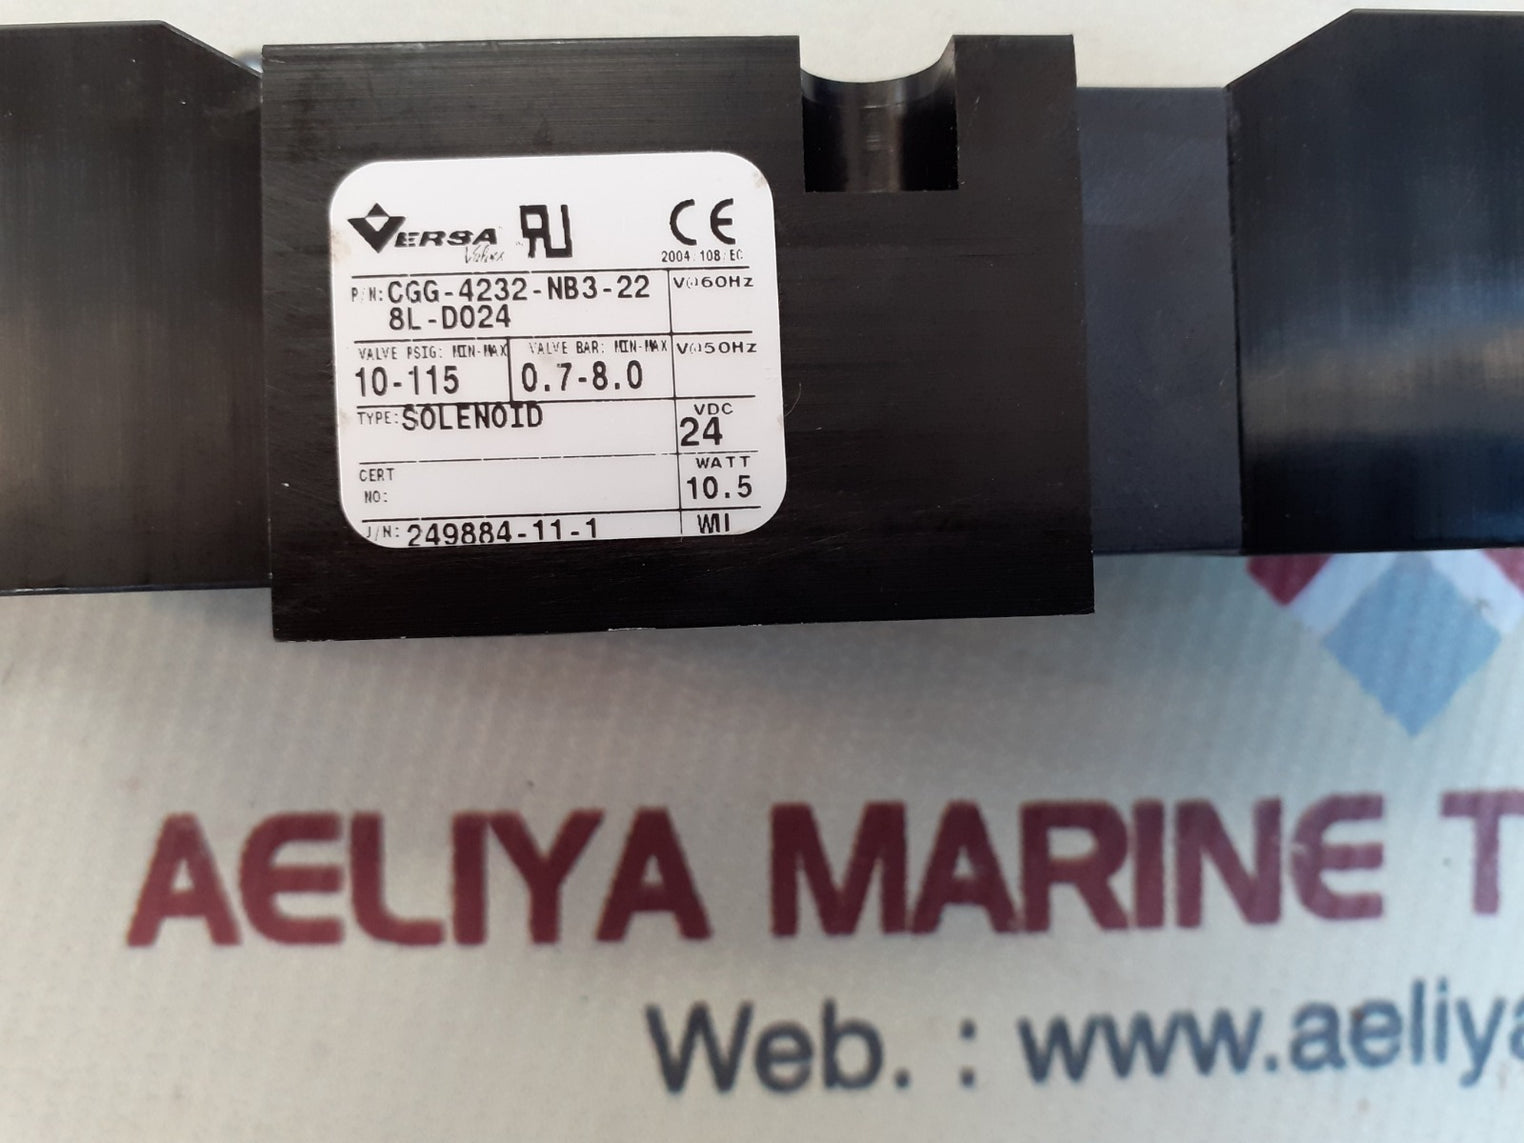 VERSA
Valves
RU
CE
2004/108/EC
P/N: CGG-4232-NB3-22
8L-D024
V@60Hz
VALVE PSIG: MIN-MAX
10-115
VALVE BAR: MIN-MAX
0.7-8.0
V@50Hz
TYPE: SOLENOID
VDC
24
CERT
NO:
WATT
10.5
J/N: 249884-11-1
WI
AELIYA MARINE T
Web. : www.aeliya